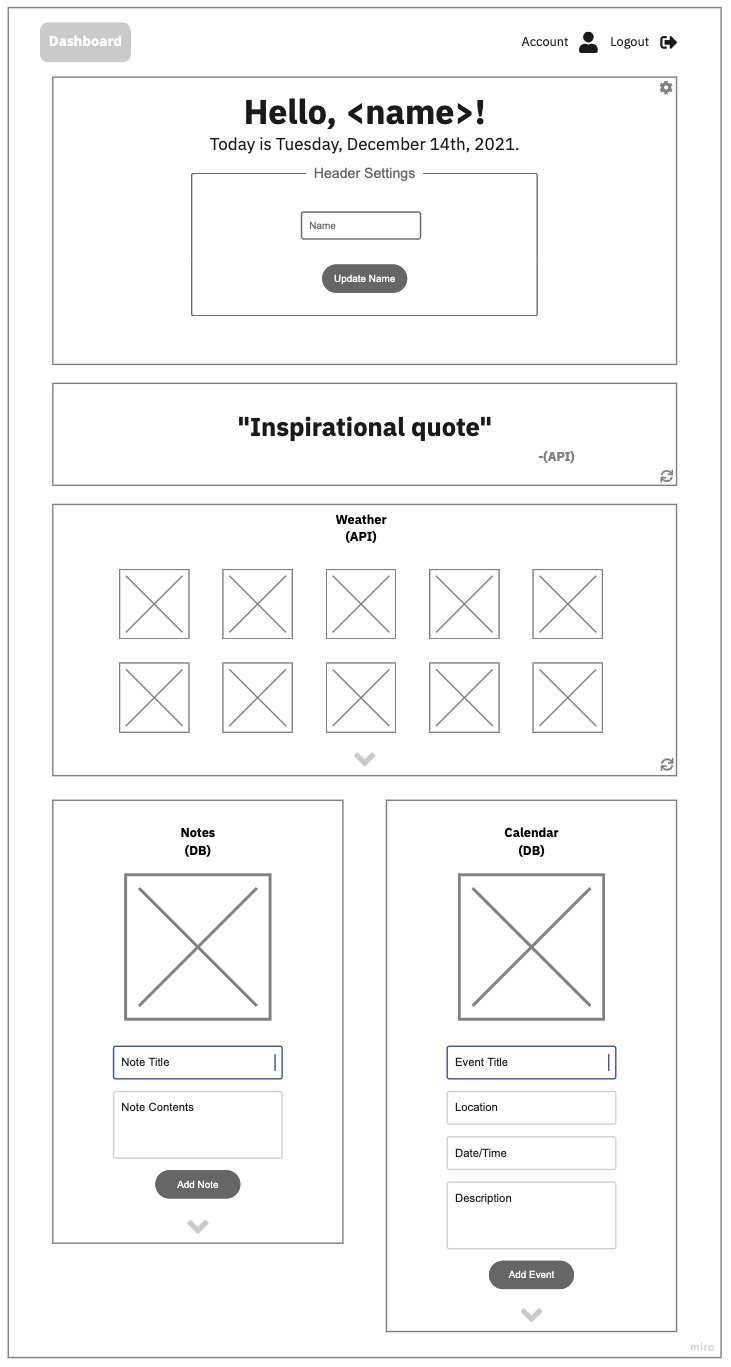 Dashboard
Account
Logout
Hello, <name>!
Today is Tuesday, December 14th, 2021.
Header Settings
Name
Update Name
"Inspirational quote"
-(API)
Weather
(API)
Notes
(DB)
Note Title
Note Contents
Add Note
Calendar
(DB)
Event Title
Location
Date/Time
Description
Add Event
miro